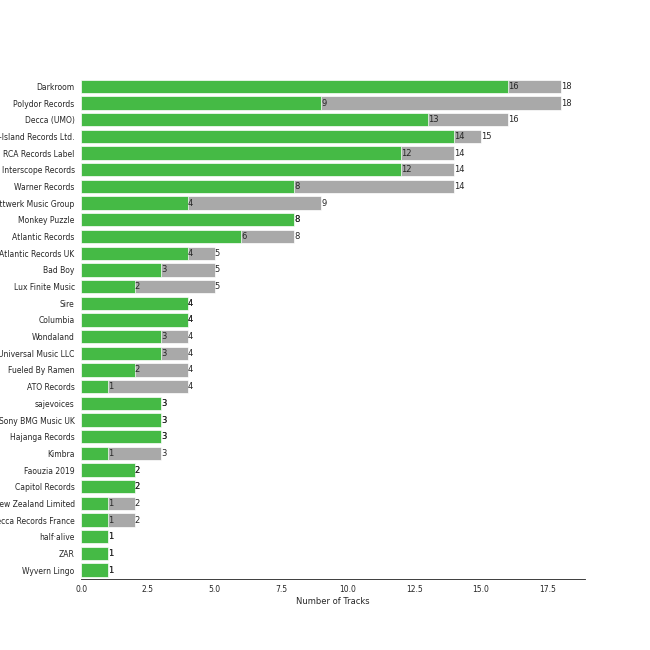 Darkroom 16 18
Polydor Records 9 18
Decca (UMO) 13 16
-Island Records Ltd. 14 15
RCA Records Label 12 14
Interscope Records 12 14
Warner Records 8 14
ttwerk Music Group 4 9
Monkey Puzzle 8
Atlantic Records 6 8
Atlantic Records UK 4 5
Bad Boy 3 5
Lux Finite Music 2 5
Sire 4
Columbia 4
Wondaland 3 4
Universal Music LLC 3 4
Fueled By Ramen 2 4
ATO Records 1 4
sajevoices 3
Sony BMG Music UK 3
Hajanga Records 3
Kimbra 1 3
Faouzia 2019 2
Capitol Records 2
ew Zealand Limited 1 2
ecca Records France 1 2
half·alive 1
ZAR 1
Wyvern Lingo 1
0.0 2.5 5.0 7.5 10.0 12.5 15.0 17.5
Number of Tracks